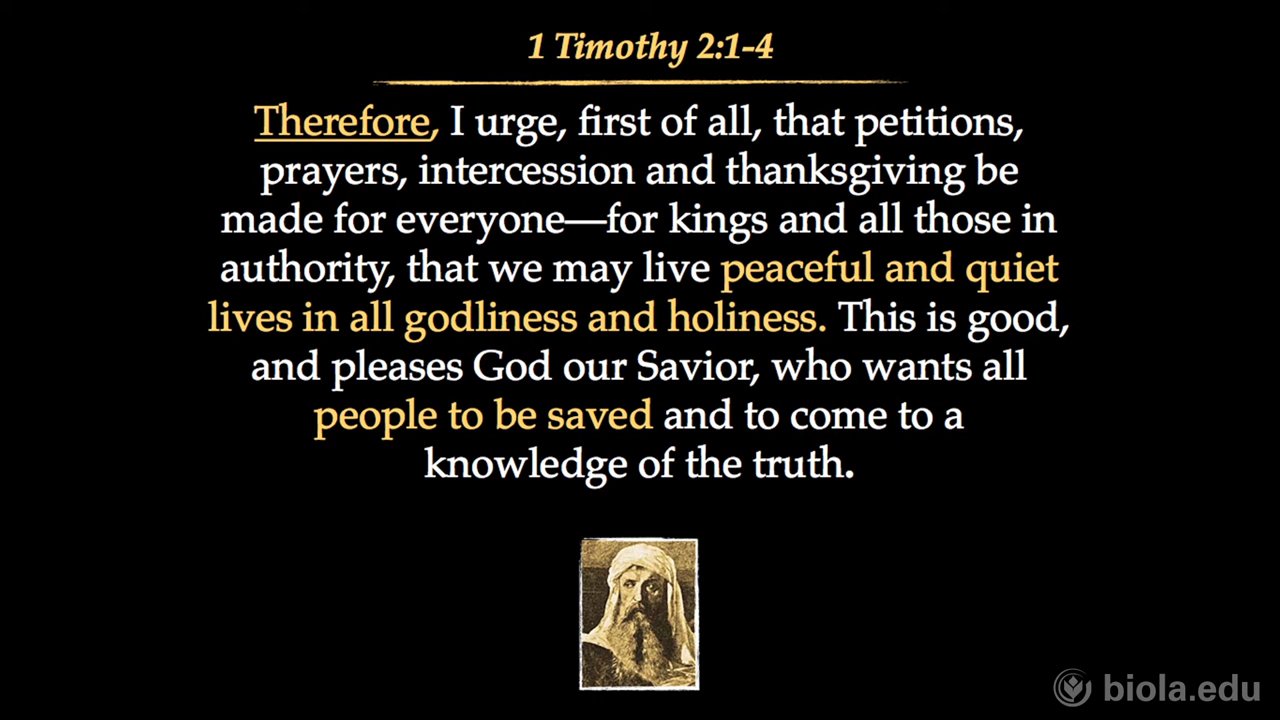 1 Timothy 2:1-4
Therefore, I urge, first of all, that petitions,
prayers, intercession and thanksgiving be
made for everyone—for kings and all those in
authority, that we may live peaceful and quiet
lives in all godliness and holiness. This is good,
and pleases God our Savior, who wants all
people to be saved and to come to a
knowledge of the truth.
biola.edu